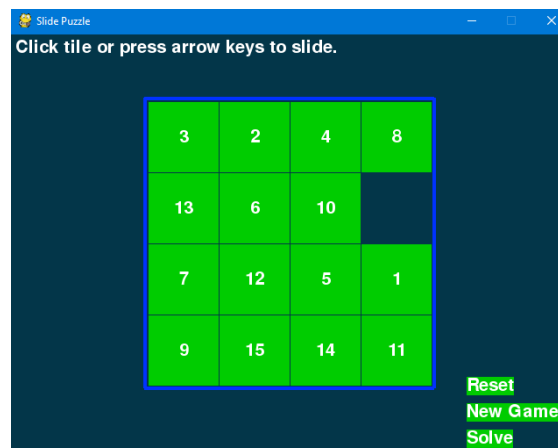 Slide Puzzle
Click tile or press arrow keys to slide.
3 2 4 8
13 6 10
7 12 5 1
9 15 14 11
Reset
New Game
Solve